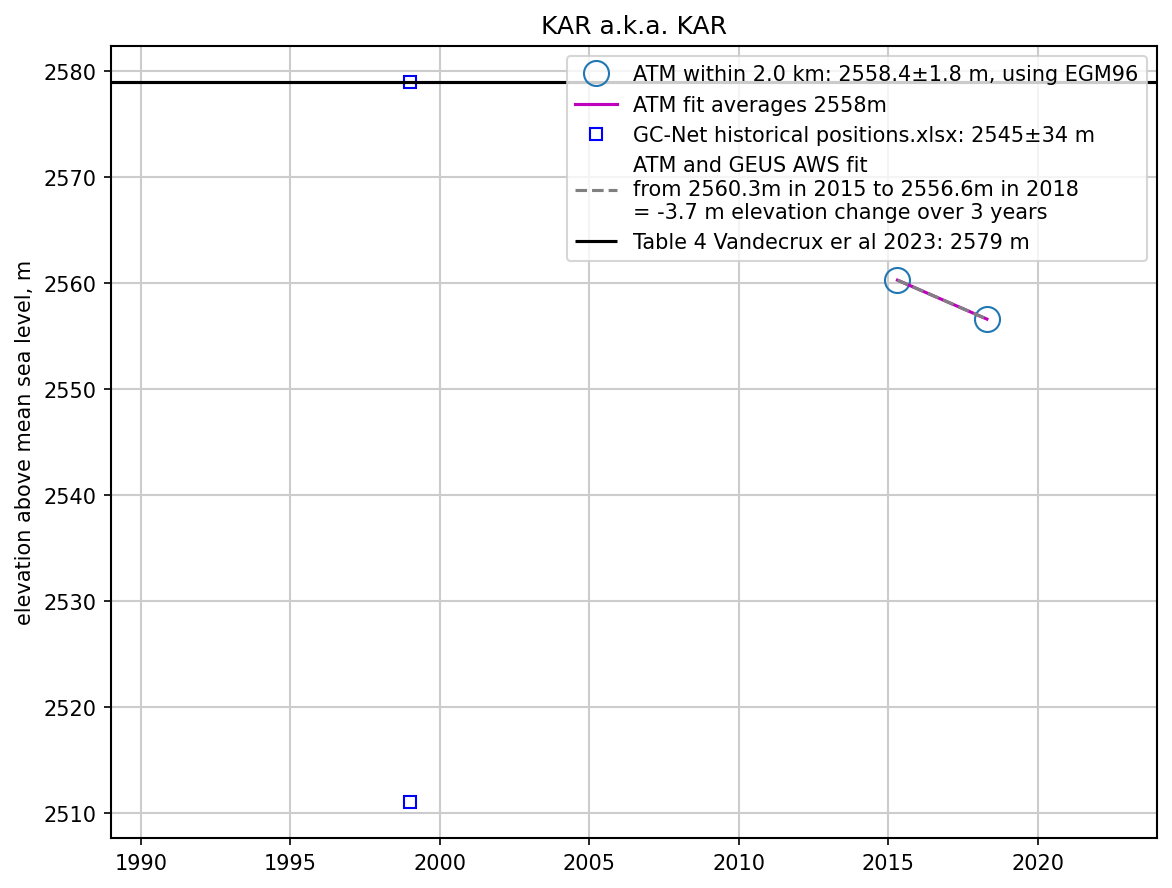 KAR a.k.a. KAR
ATM within 2.0 km: 2558.4±1.8 m, using EGM96
ATM fit averages 2558m
GC-Net historical positions.xlsx: 2545±34 m
ATM and GEUS AWS fit
from 2560.3m in 2015 to 2556.6m in 2018
= -3.7 m elevation change over 3 years
Table 4 Vandecrux er al 2023: 2579 m
elevation above mean sea level, m
2580
2570
2560
2550
2540
2530
2520
2510
1990 1995 2000 2005 2010 2015 2020